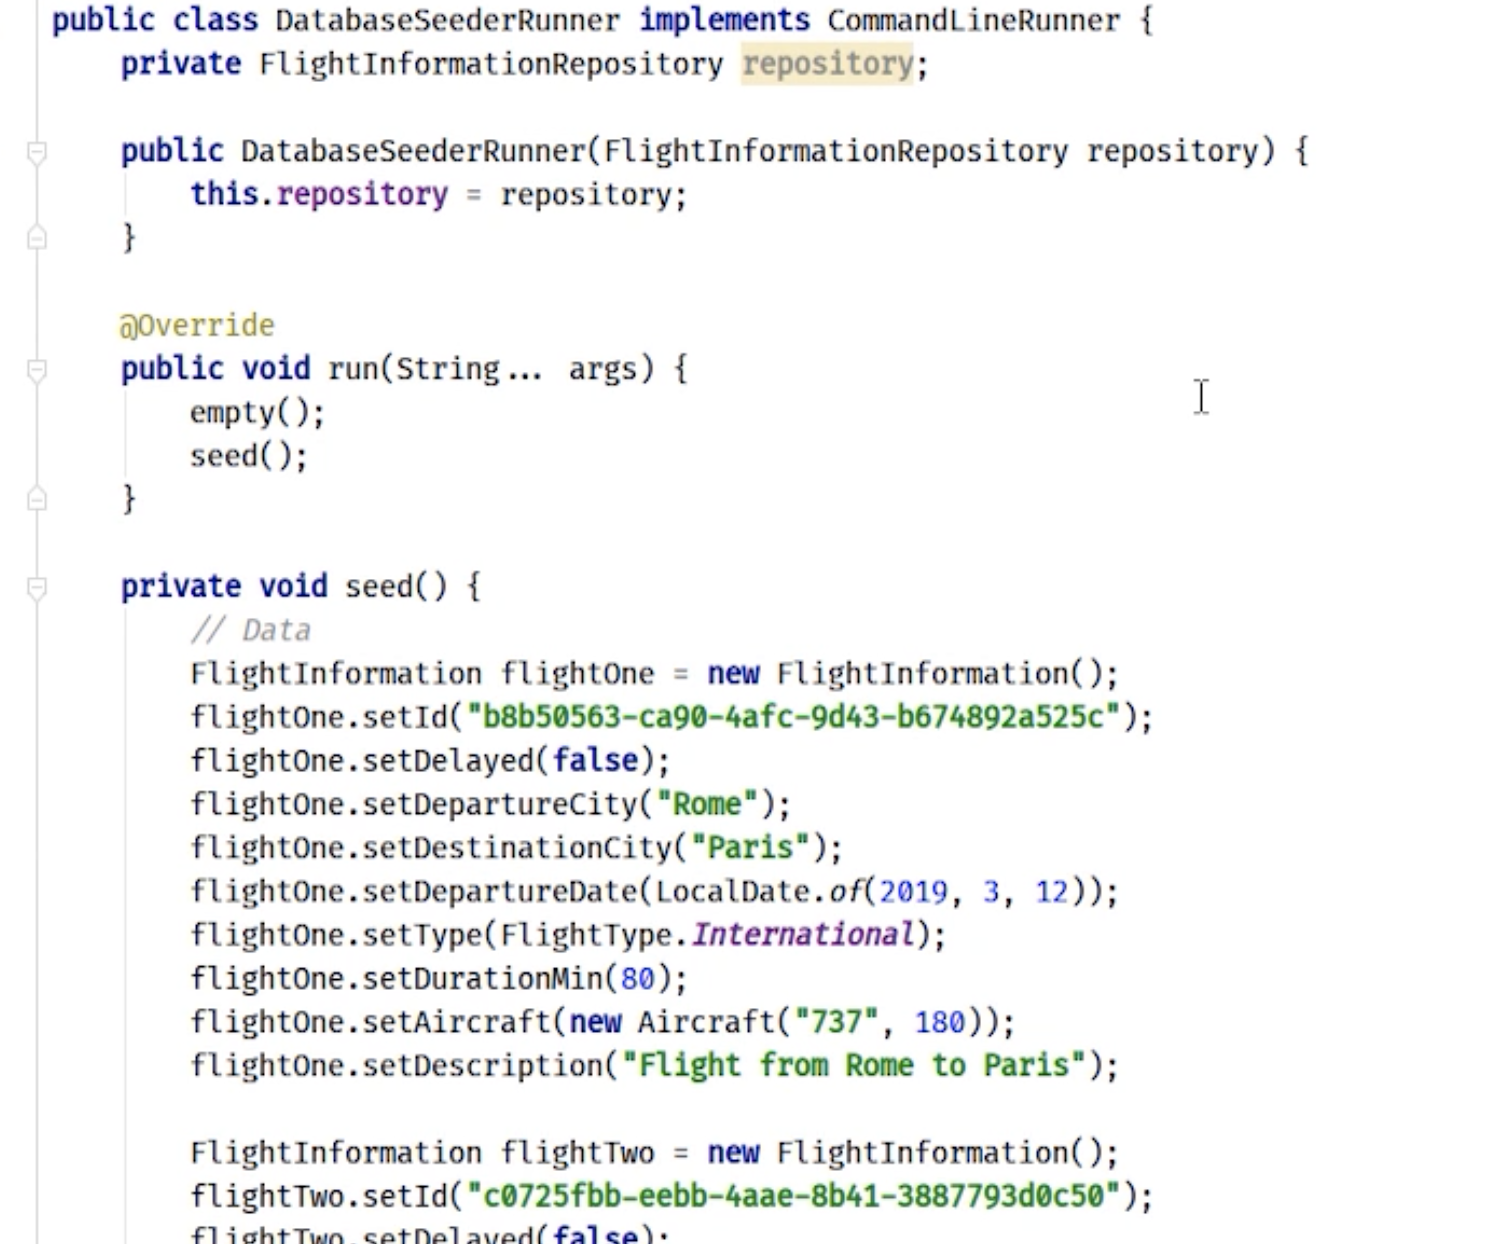 public class DatabaseSeederRunner implements CommandLineRunner {
private FlightInformationRepository repository;
public DatabaseSeederRunner(FlightInformationRepository repository) {
this.repository = repository;
}
@Override
public void run(String... args) {
empty();
seed();
}
private void seed() {
// Data
FlightInformation flightOne = new FlightInformation();
flightOne.setId("b8b50563-ca90-4afc-9d43-b674892a525c");
flightOne.setDelayed(false);
flightOne.setDepartureCity("Rome");
flightOne.setDestinationCity("Paris");
flightOne.setDepartureDate(LocalDate.of(2019, 3, 12));
flightOne.setType(FlightType.International);
flightOne.setDurationMin(80);
flightOne.setAircraft(new Aircraft("737", 180));
flightOne.setDescription("Flight from Rome to Paris");
FlightInformation flightTwo = new FlightInformation();
flightTwo.setId("c0725fbb-eebb-4aae-8b41-3887793d0c50");
flightTwo.setDelayed(false);